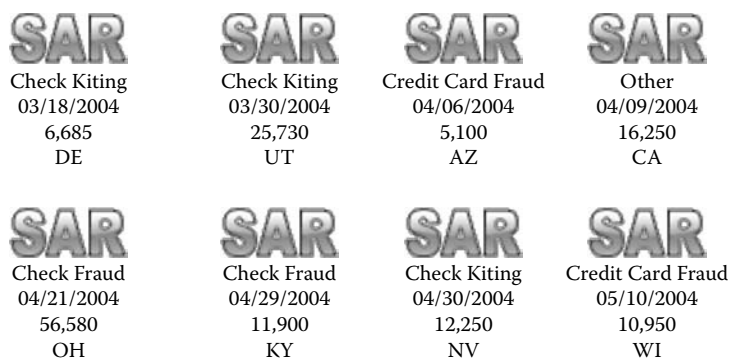 SAR SAR SAR SAR
Check Kiting Check Kiting Credit Card Fraud Other
03/18/2004 03/30/2004 04/06/2004 04/09/2004
6,685 25,730 5,100 16,250
DE UT AZ CA
SAR SAR SAR SAR
Check Fraud Check Fraud Check Kiting Credit Card Fraud
04/21/2004 04/29/2004 04/30/2004 05/10/2004
56,580 11,900 12,250 10,950
OH KY NV WI